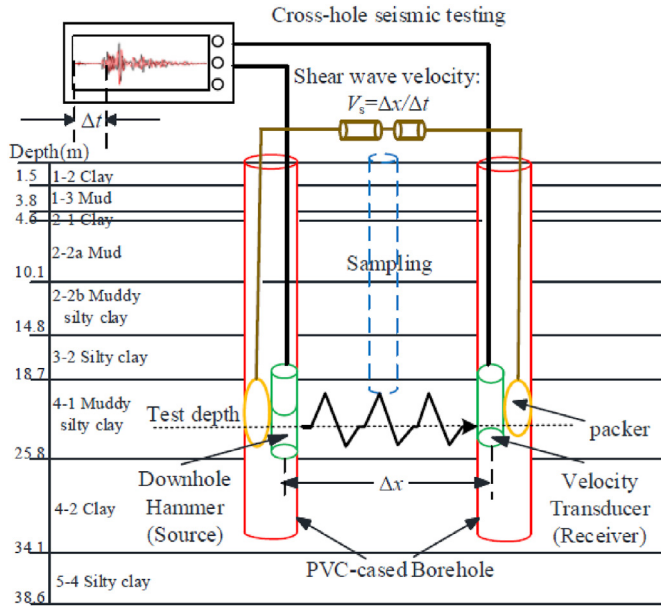 Cross-hole seismic testing
Shear wave velocity:
Vs=Δx/Δt
Δt
Depth(m)
1.5 1-2 Clay
3.8 1-3 Mud
4.6 2-1 Clay
2-2a Mud
10.1
Sampling
2-2b Muddy
silty clay
14.8
3-2 Silty clay
18.7
4-1 Muddy
silty clay
Test depth
packer
25.8
Downhole
Hammer
(Source)
Δx
Velocity
Transducer
(Receiver)
4-2 Clay
34.1
PVC-cased Borehole
5-4 Silty clay
38.6